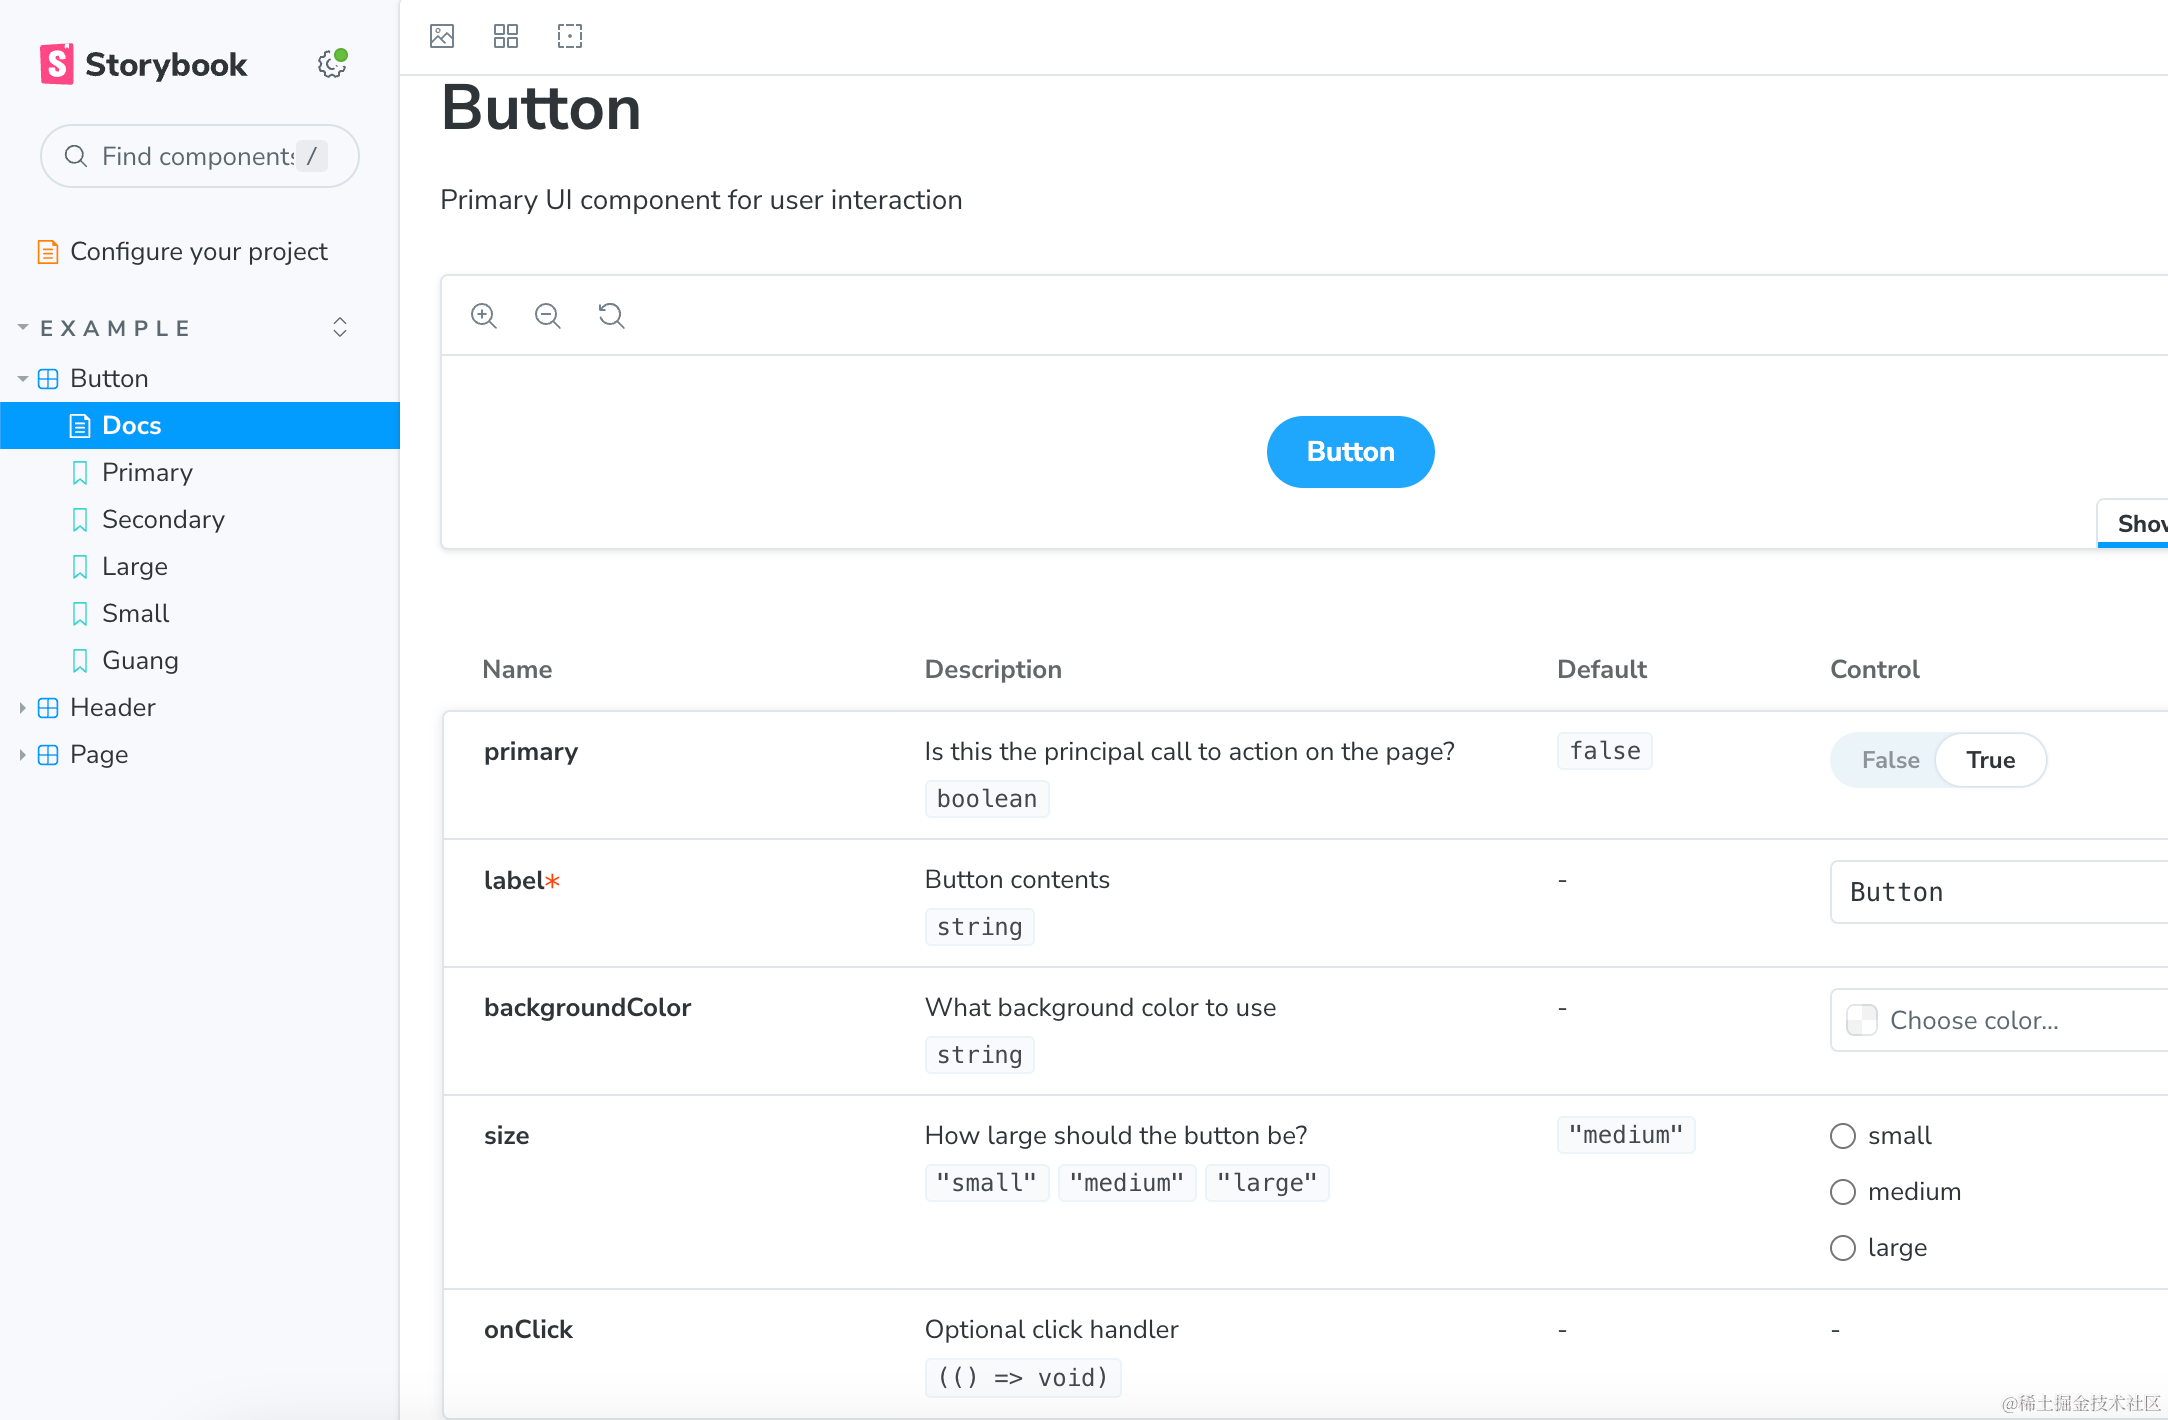 Storybook
Find components /
Configure your project
EXAMPLE
Button
Docs
Primary
Secondary
Large
Small
Guang
Header
Page
Button
Primary UI component for user interaction
Button
Name Description Default Control
primary Is this the principal call to action on the page? false False True
boolean
label* Button contents - Button
string
backgroundColor What background color to use - Choose color...
string
size How large should the button be? "medium" small
"small" "medium" "large" medium
large
onClick Optional click handler - -
(() => void)
@稀土掘金技术社区